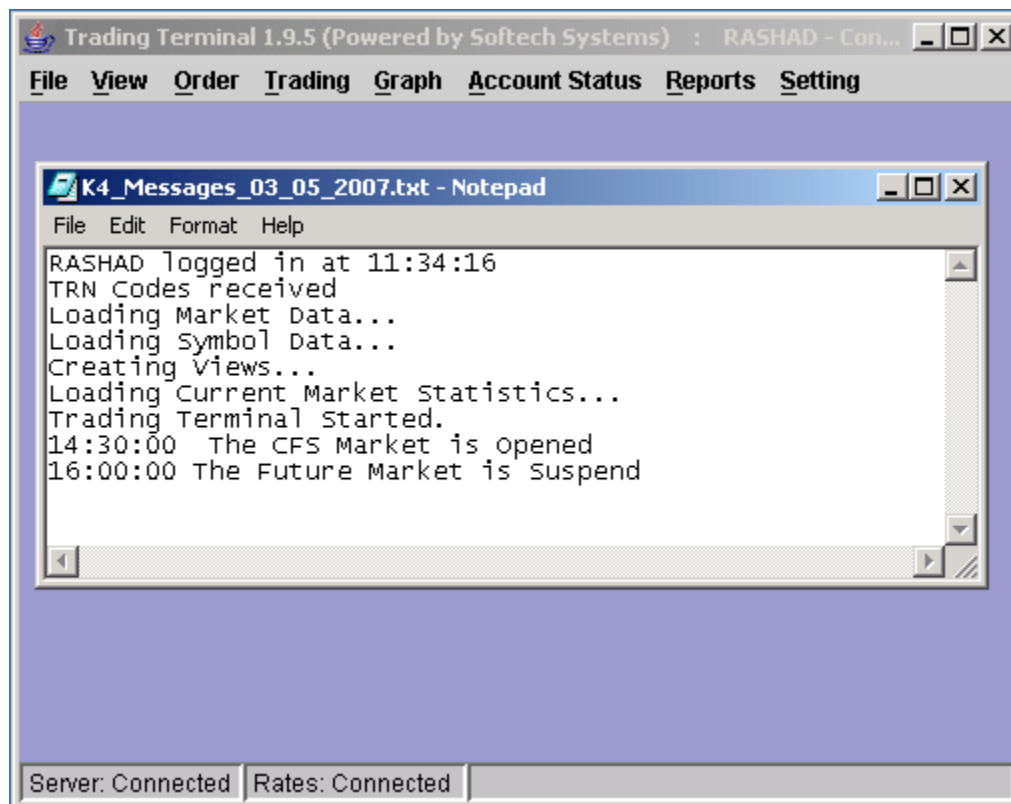 Trading Terminal 1.9.5 (Powered by Softech Systems) : RASHAD - Con...
File View Order Trading Graph Account Status Reports Setting
K4_Messages_03_05_2007.txt - Notepad
File Edit Format Help
RASHAD logged in at 11:34:16
TRN Codes received
Loading Market Data...
Loading Symbol Data...
Creating Views...
Loading Current Market Statistics...
Trading Terminal Started.
14:30:00  The CFS Market is Opened
16:00:00 The Future Market is Suspend
Server: Connected Rates: Connected